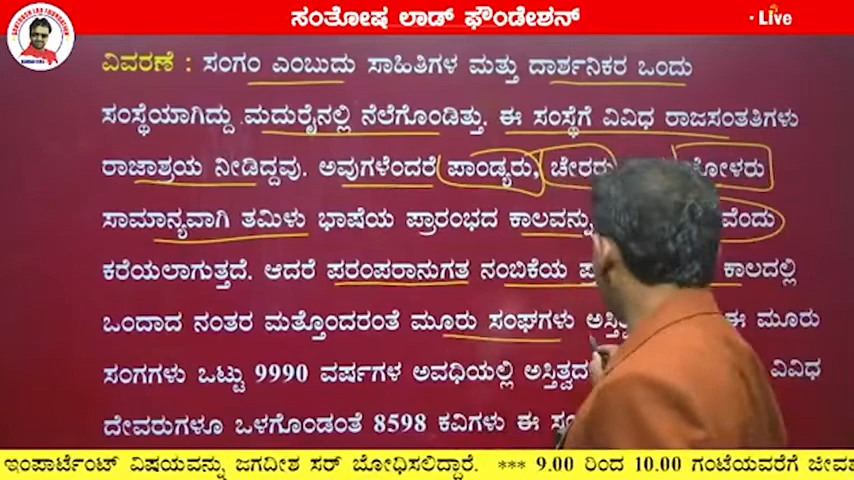 ಸಂತೋಷ ಲಾಡ್ ಫೌಂಡೇಶನ್
Live
ವಿವರಣೆ : ಸಂಗಂ ಎಂಬುದು ಸಾಹಿತಿಗಳ ಮತ್ತು ದಾರ್ಶನಿಕರ ಒಂದು
ಸಂಸ್ಥೆಯಾಗಿದ್ದು ಮದುರೈನಲ್ಲಿ ನೆಲೆಗೊಂಡಿತ್ತು. ಈ ಸಂಸ್ಥೆಗೆ ವಿವಿಧ ರಾಜಸಂತತಿಗಳು
ರಾಜಾಶ್ರಯ ನೀಡಿದ್ದವು. ಅವುಗಳೆಂದರೆ ಪಾಂಡ್ಯರು, ಚೇರರು
ಸಾಮಾನ್ಯವಾಗಿ ತಮಿಳು ಭಾಷೆಯ ಪ್ರಾರಂಭದ ಕಾಲವನ್ನು
ಕರೆಯಲಾಗುತ್ತದೆ. ಆದರೆ ಪರಂಪರಾನುಗತ ನಂಬಿಕೆಯ ಕಾಲದಲ್ಲಿ
ಒಂದಾದ ನಂತರ ಮತ್ತೊಂದರಂತೆ ಮೂರು ಸಂಘಗಳು ಈ ಮೂರು
ಸಂಗಗಳು ಒಟ್ಟು 9990 ವರ್ಷಗಳ ಅವಧಿಯಲ್ಲಿ ವಿವಿಧ
ದೇವರುಗಳೂ ಒಳಗೊಂಡಂತೆ 8598 ಕವಿಗಳು ಈ
ಇಂಪಾರ್ಟೆಂಟ್ ವಿಷಯವನ್ನು ಜಗದೀಶ ಸರ್ ಬೋಧಿಸಲಿದ್ದಾರೆ. *** 9.00 ರಿಂದ 10.00 ಗಂಟೆಯವರೆಗೆ